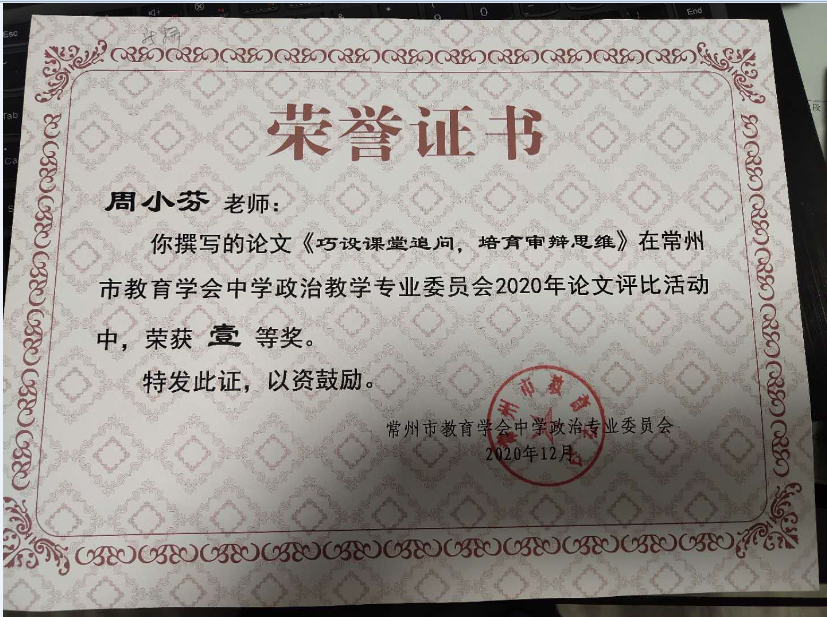 荣誉证书
周小芬 老师：
你撰写的论文《巧设课堂追问，培育审辩思维》在常州
市教育学会中学政治教学专业委员会2020年论文评比活动
中，荣获 壹 等奖。
特发此证，以资鼓励。
常州市教育学会中学政治专业委员会
2020年12月
Esc
End
Tab
段